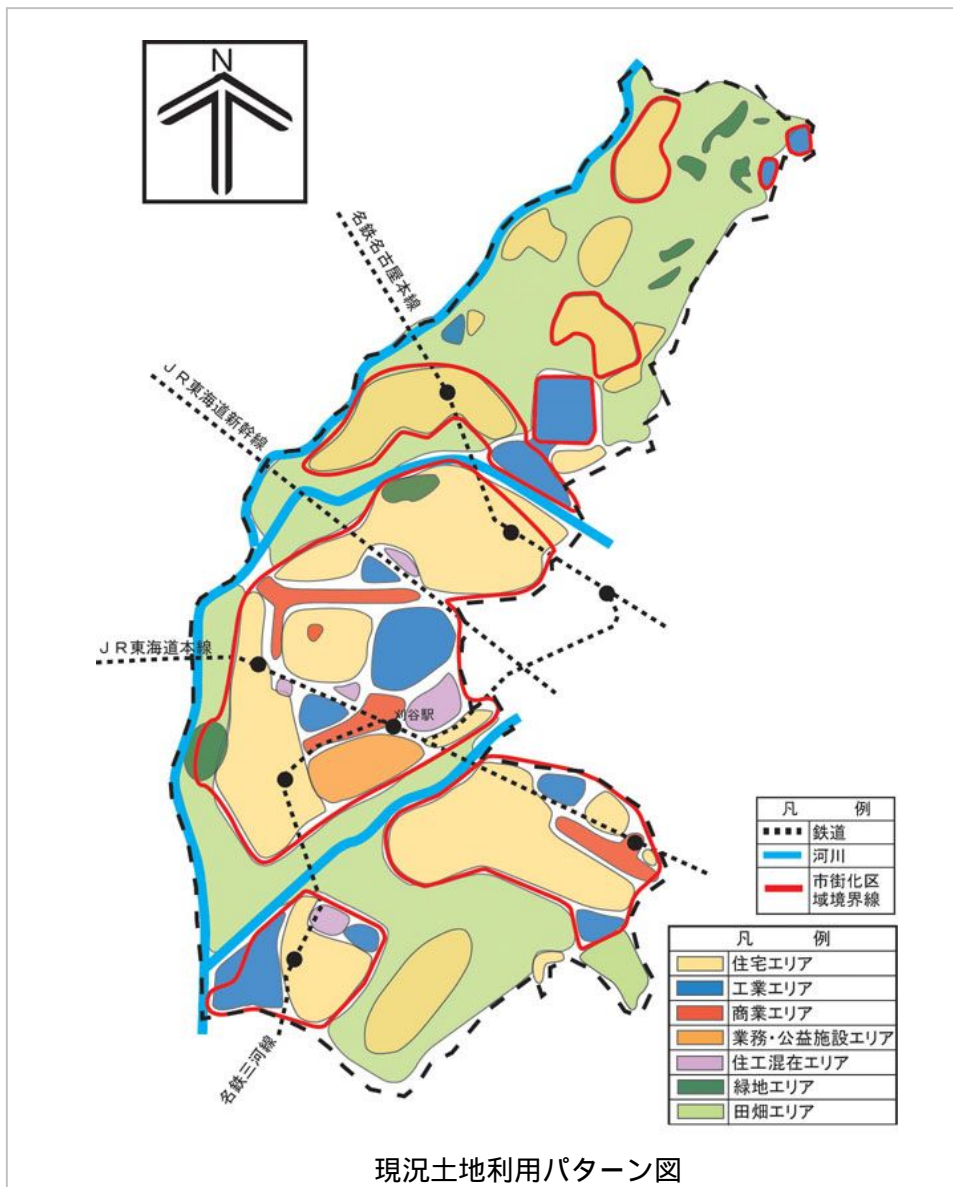 N
名鉄名古屋本線
JR東海道新幹線
JR東海道本線
刈谷駅
名鉄三河線
凡 例
鉄道
河川
市街化区
域境界線
凡 例
住宅エリア
工業エリア
商業エリア
業務・公益施設エリア
住工混在エリア
緑地エリア
田畑エリア
現況土地利用パターン図